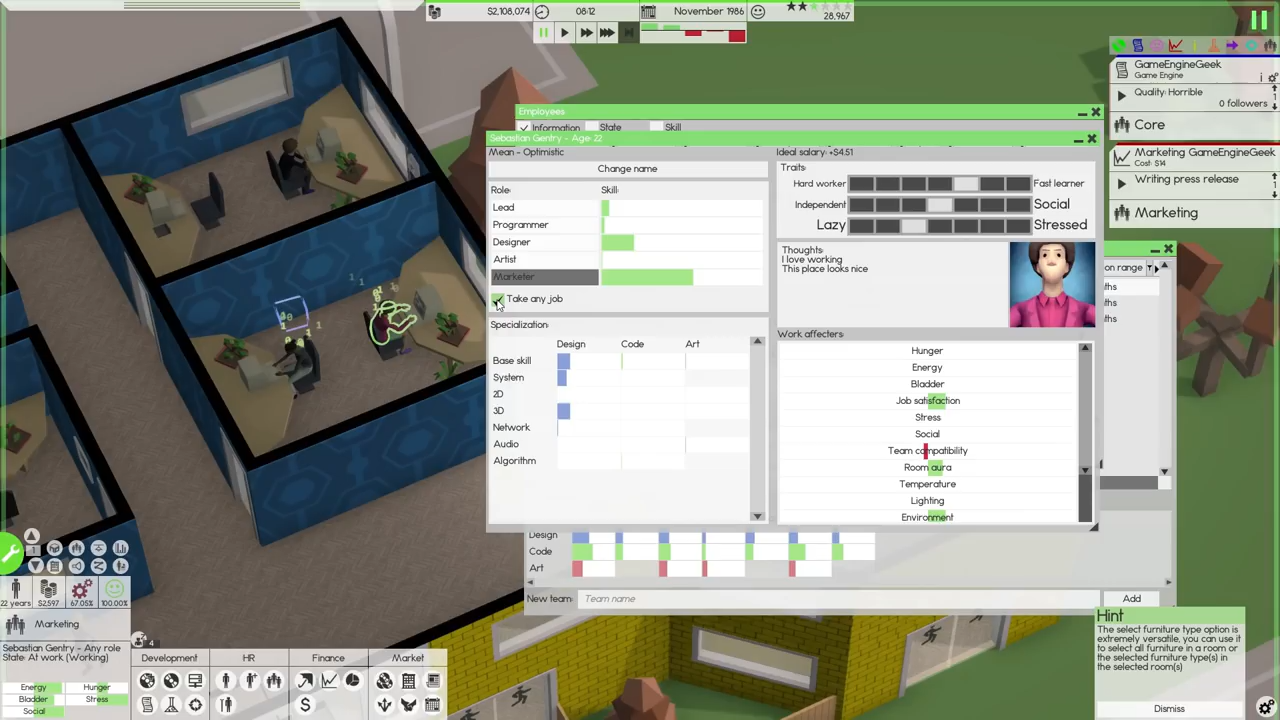 $2,108,074
08:12
November 1986
28,967
GameEngineGeek
Game Engine
Quality: Horrible
0 followers
Core
Marketing GameEngineGeek
Cost: $14
Writing press release
Marketing
Employees
Information
State
Skill
Sebastian Gentry - Age: 22
Mean - Optimistic
Change name
Role:
Skill:
Lead
Programmer
Designer
Artist
Marketer
Take any job
Specialization:
Design
Code
Art
Base skill
System
2D
3D
Network
Audio
Algorithm
Ideal salary: +$4.51
Traits:
Hard worker
Fast learner
Independent
Social
Lazy
Stressed
Thoughts:
I love working
This place looks nice
Work affecters:
Hunger
Energy
Bladder
Job satisfaction
Stress
Social
Team compatibility
Room aura
Temperature
Lighting
Environment
on range
ths
ths
ths
Design
Code
Art
New team:
Team name
Add
Hint
The select furniture type option is
extremely versatile, you can use it
to select all furniture in a room or
the selected furniture type(s) in
the selected room(s)
Dismiss
22 years
$2,597
67.05%
100.00%
Marketing
Sebastian Gentry - Any role
State: At work (Working)
Energy
Hunger
Bladder
Stress
Social
4
Development
HR
Finance
Market